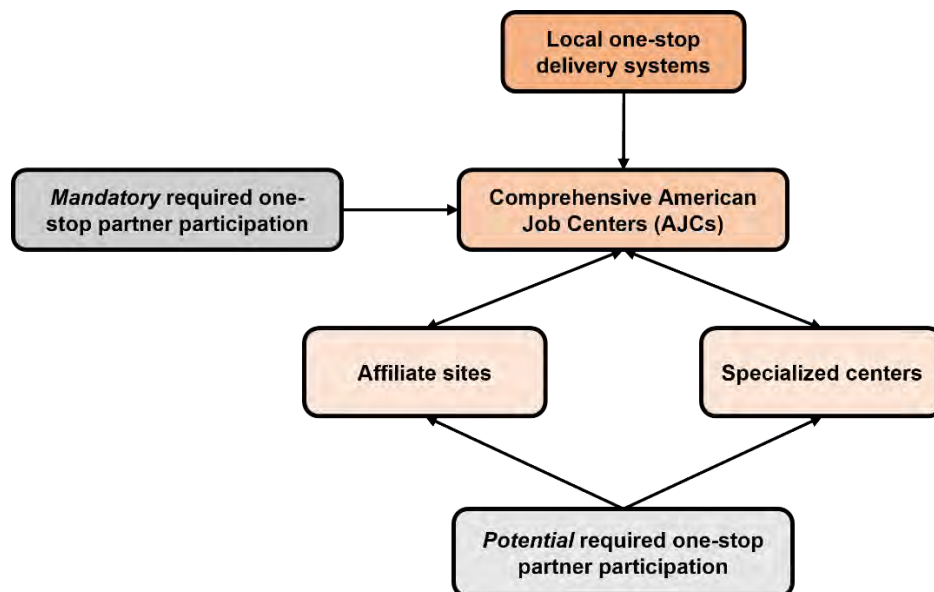 Local one-stop
delivery systems
Mandatory required one-
stop partner participation
Comprehensive American
Job Centers (AJCs)
Affiliate sites
Specialized centers
Potential required one-stop
partner participation